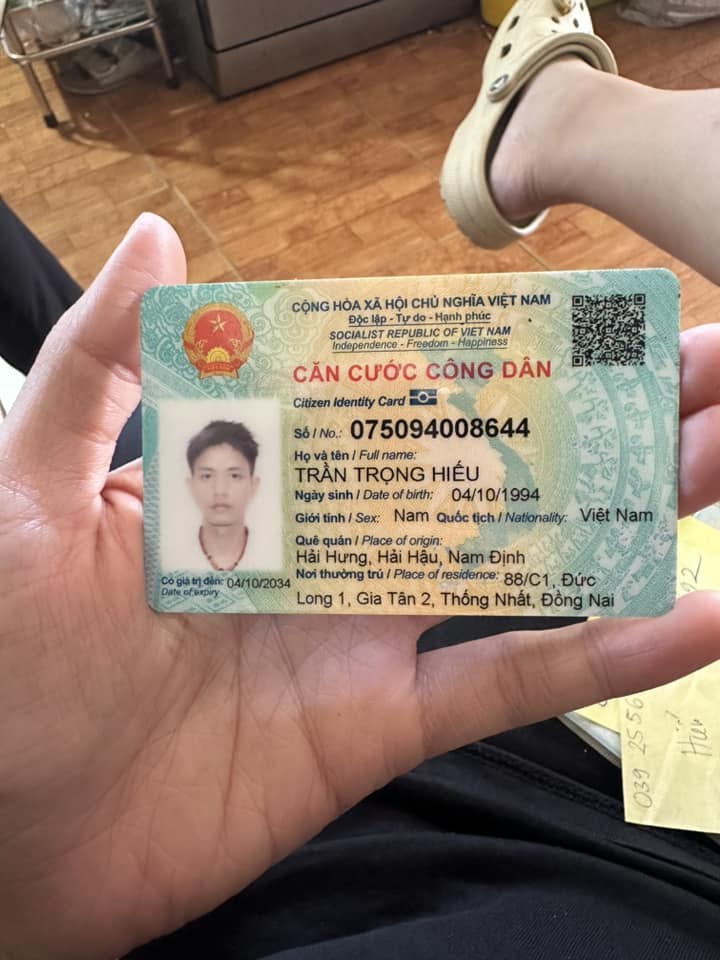 CỘNG HÒA XÃ HỘI CHỦ NGHĨA VIỆT NAM
Độc lập - Tự do - Hạnh phúc
SOCIALIST REPUBLIC OF VIET NAM
Independence - Freedom - Happiness
CĂN CƯỚC CÔNG DÂN
Citizen Identity Card
Số / No.: 075094008644
Họ và tên / Full name:
TRẦN TRỌNG HIẾU
Ngày sinh / Date of birth: 04/10/1994
Giới tính / Sex: Nam Quốc tịch / Nationality: Việt Nam
Quê quán / Place of origin:
Hải Hưng, Hải Hậu, Nam Định
Nơi thường trú / Place of residence: 88/C1, Đức
Long 1, Gia Tân 2, Thống Nhất, Đồng Nai
Có giá trị đến: 04/10/2034
Date of expiry
039 2556